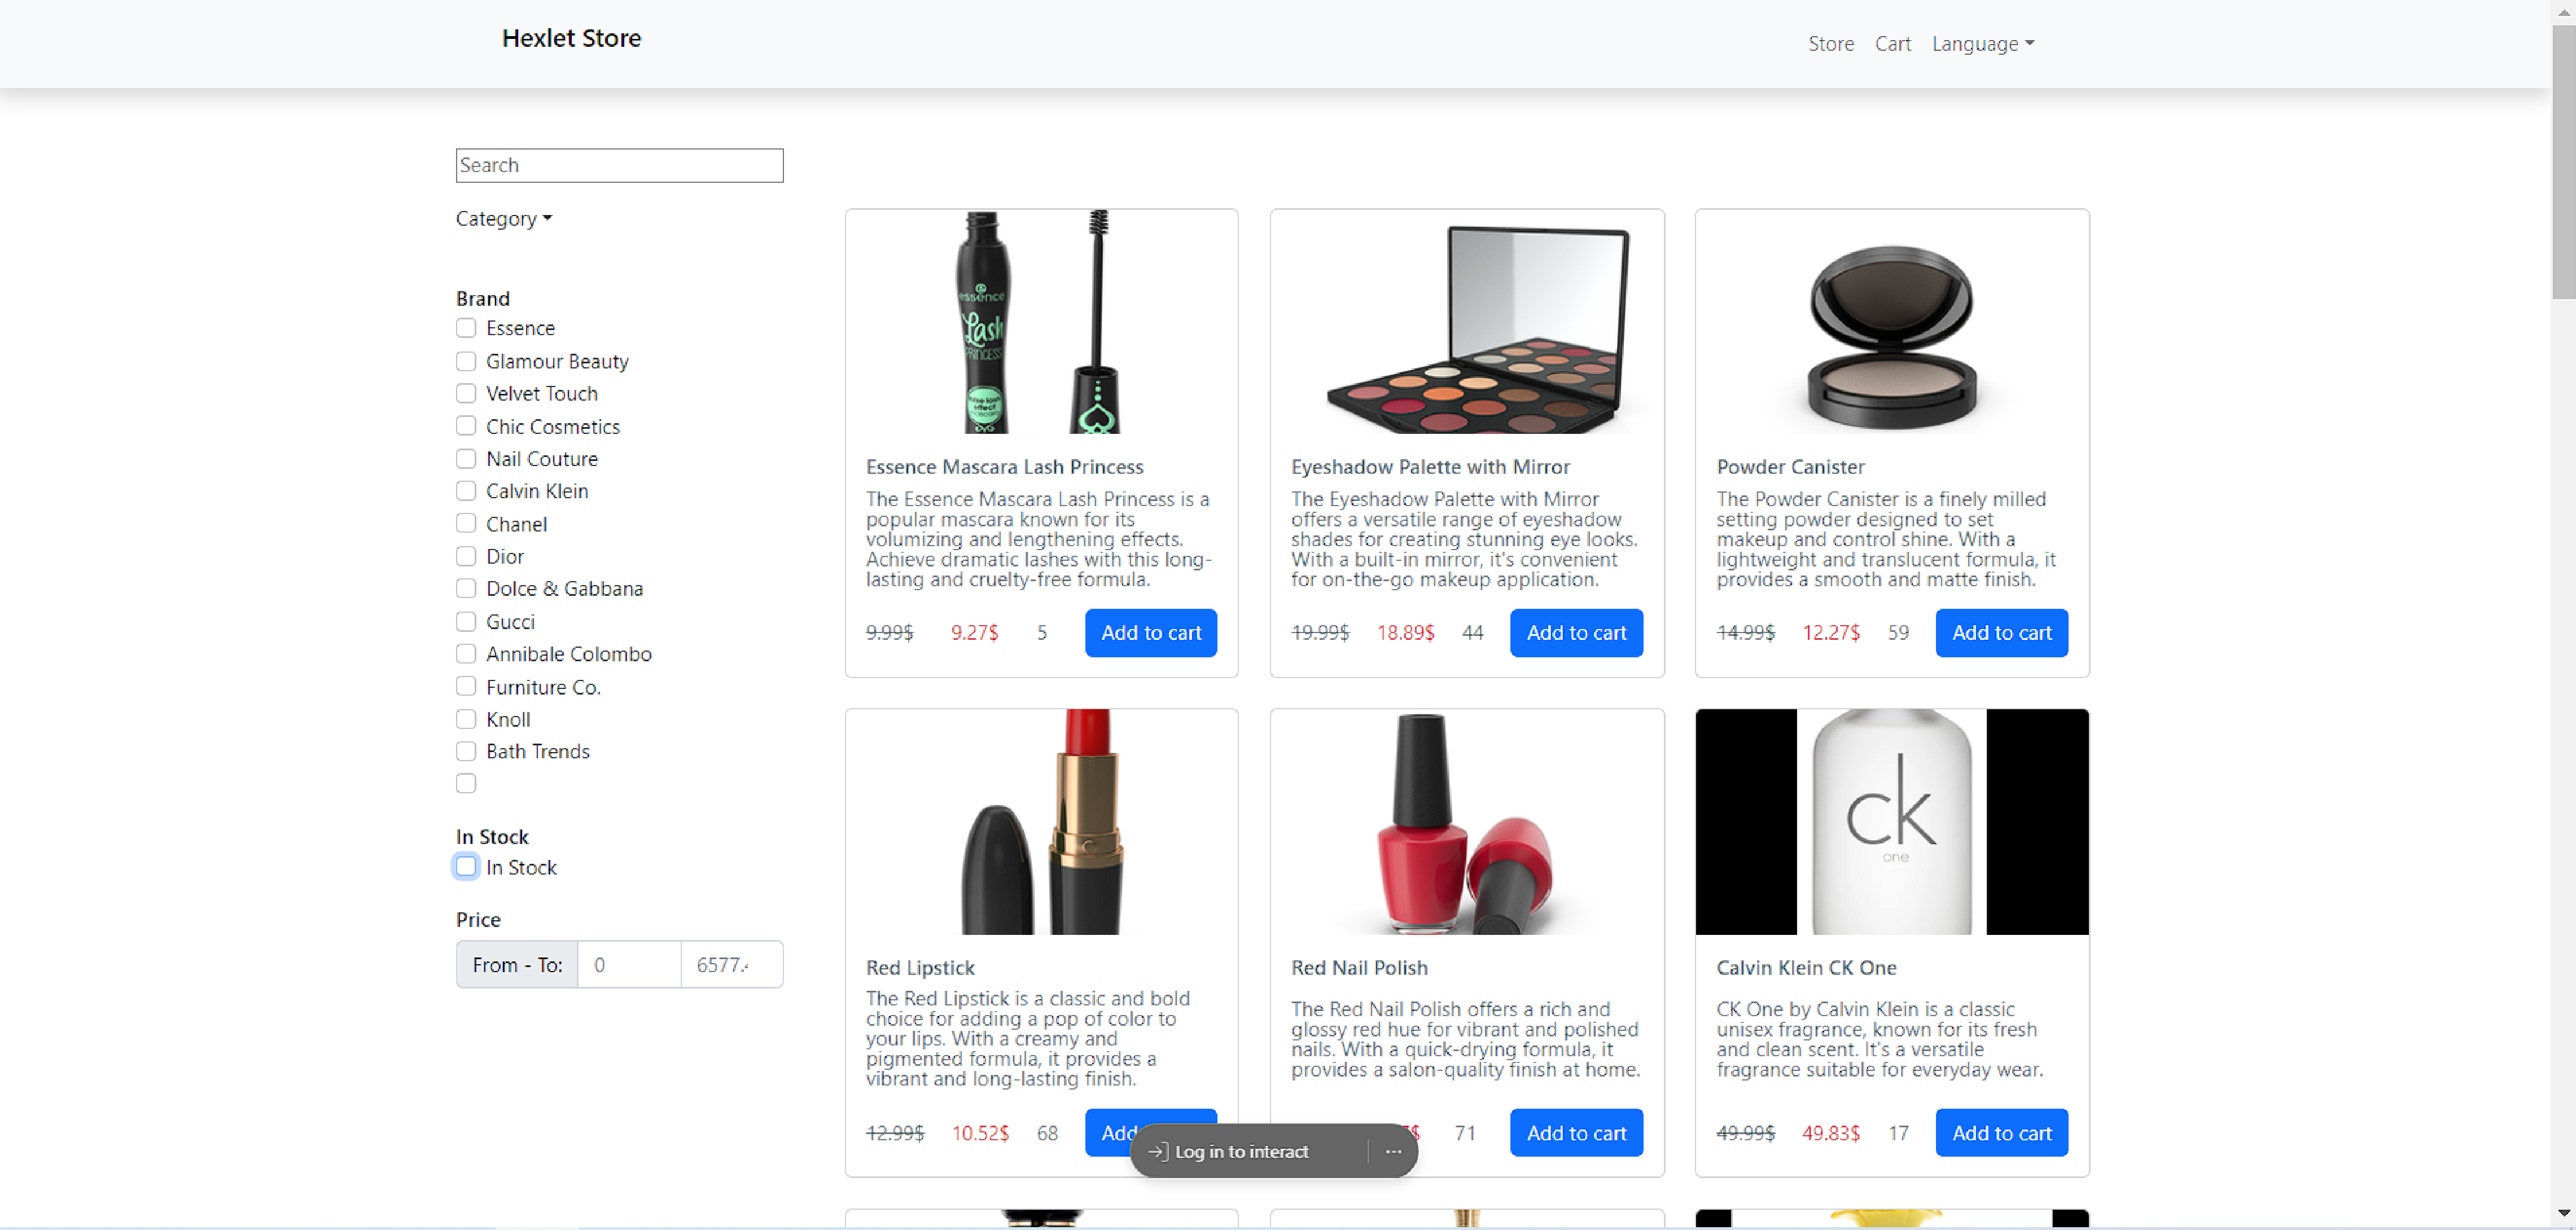 Hexlet Store
Store
Cart
Language
Search
Category
Brand
Essence
Glamour Beauty
Velvet Touch
Chic Cosmetics
Nail Couture
Calvin Klein
Chanel
Dior
Dolce & Gabbana
Gucci
Annibale Colombo
Furniture Co.
Knoll
Bath Trends
In Stock
In Stock
Price
From - To:
0
6577.
essence
Lash
PRINCESS
Essence Mascara Lash Princess
The Essence Mascara Lash Princess is a
popular mascara known for its
volumizing and lengthening effects.
Achieve dramatic lashes with this long-
lasting and cruelty-free formula.
9.99$ 9.27$ 5 Add to cart
Eyeshadow Palette with Mirror
The Eyeshadow Palette with Mirror
offers a versatile range of eyeshadow
shades for creating stunning eye looks.
With a built-in mirror, it's convenient
for on-the-go makeup application.
19.99$ 18.89$ 44 Add to cart
Powder Canister
The Powder Canister is a finely milled
setting powder designed to set
makeup and control shine. With a
lightweight and translucent formula, it
provides a smooth and matte finish.
14.99$ 12.27$ 59 Add to cart
Red Lipstick
The Red Lipstick is a classic and bold
choice for adding a pop of color to
your lips. With a creamy and
pigmented formula, it provides a
vibrant and long-lasting finish.
12.99$ 10.52$ 68 Add
Red Nail Polish
The Red Nail Polish offers a rich and
glossy red hue for vibrant and polished
nails. With a quick-drying formula, it
provides a salon-quality finish at home.
$ 71 Add to cart
ck
one
Calvin Klein CK One
CK One by Calvin Klein is a classic
unisex fragrance, known for its fresh
and clean scent. It's a versatile
fragrance suitable for everyday wear.
49.99$ 49.83$ 17 Add to cart
Log in to interact